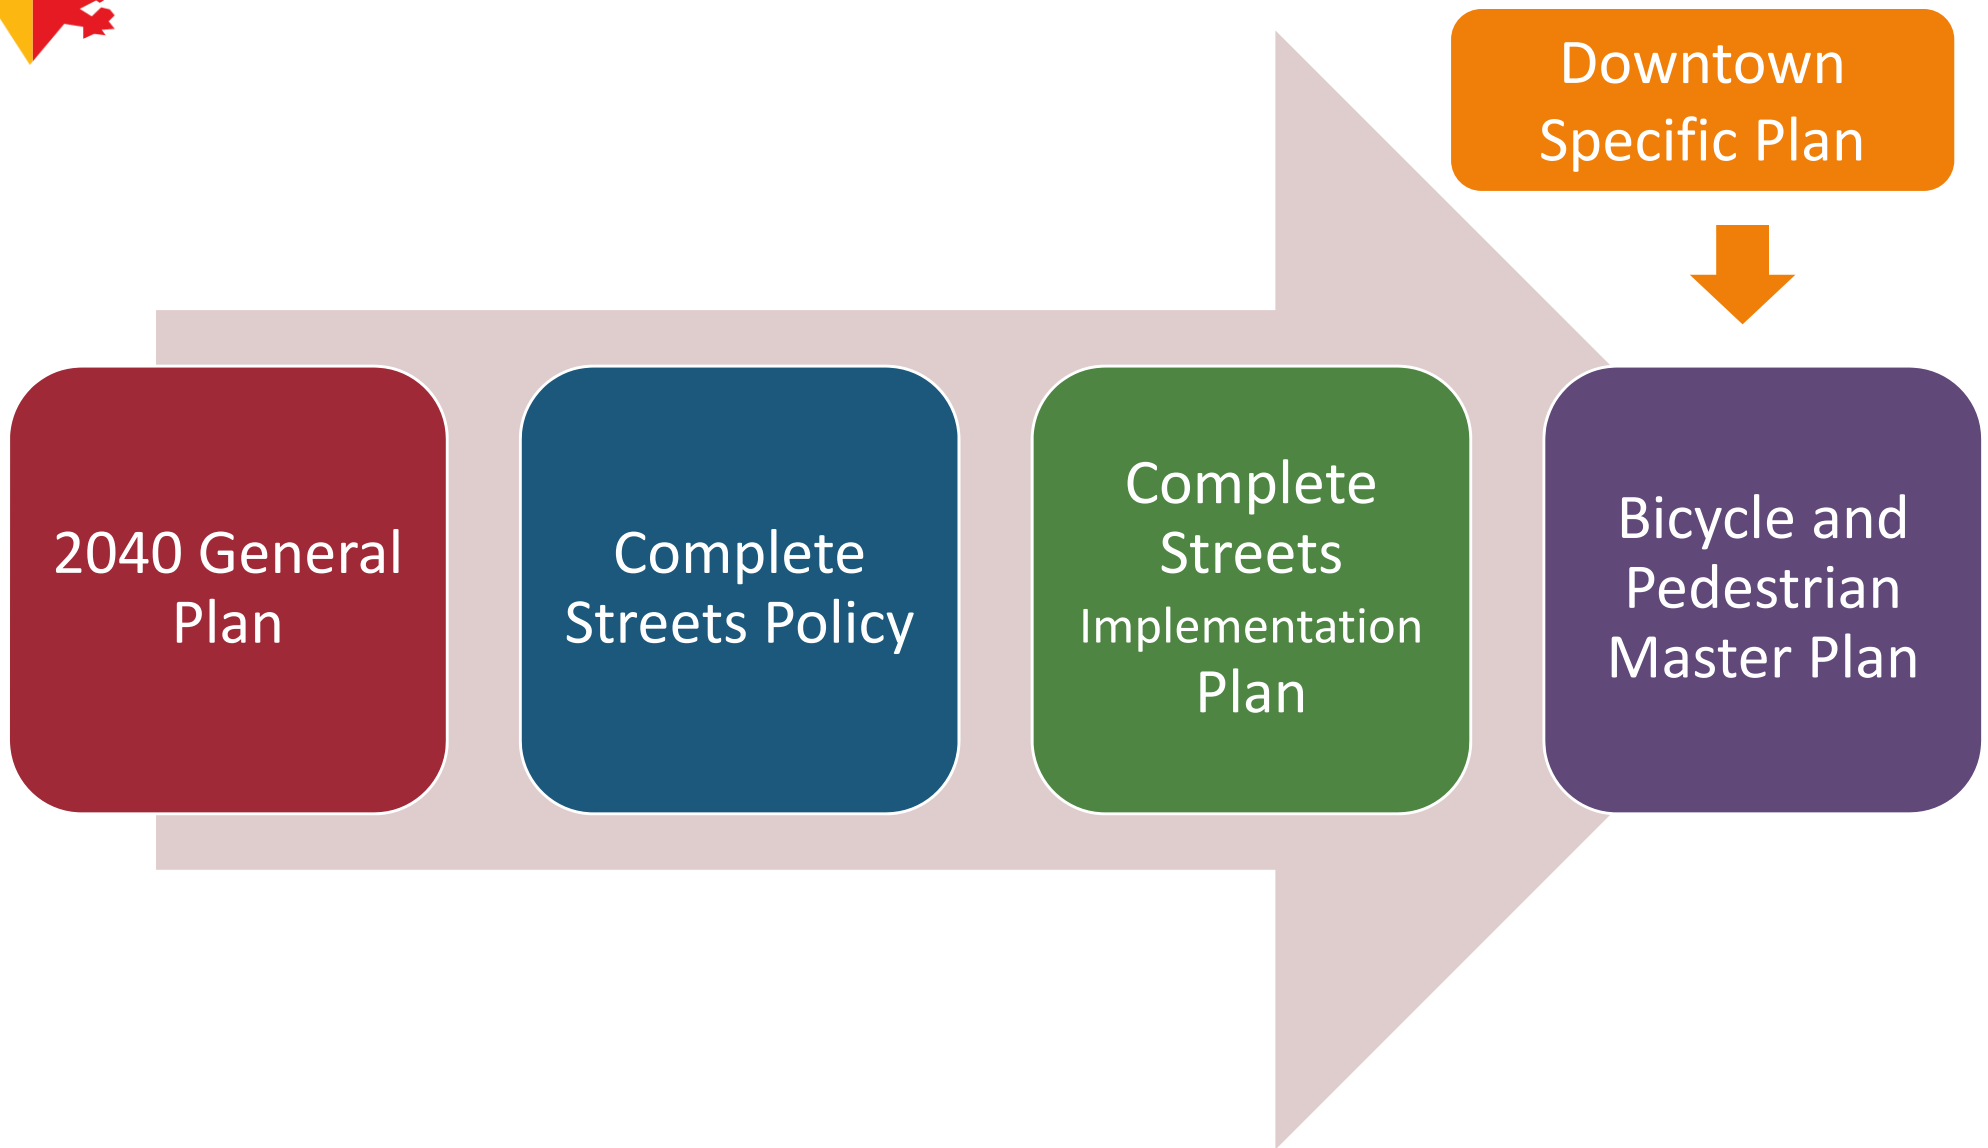 Downtown
Specific Plan
2040 General
Plan
Complete
Streets Policy
Complete
Streets
Implementation
Plan
Bicycle and
Pedestrian
Master Plan